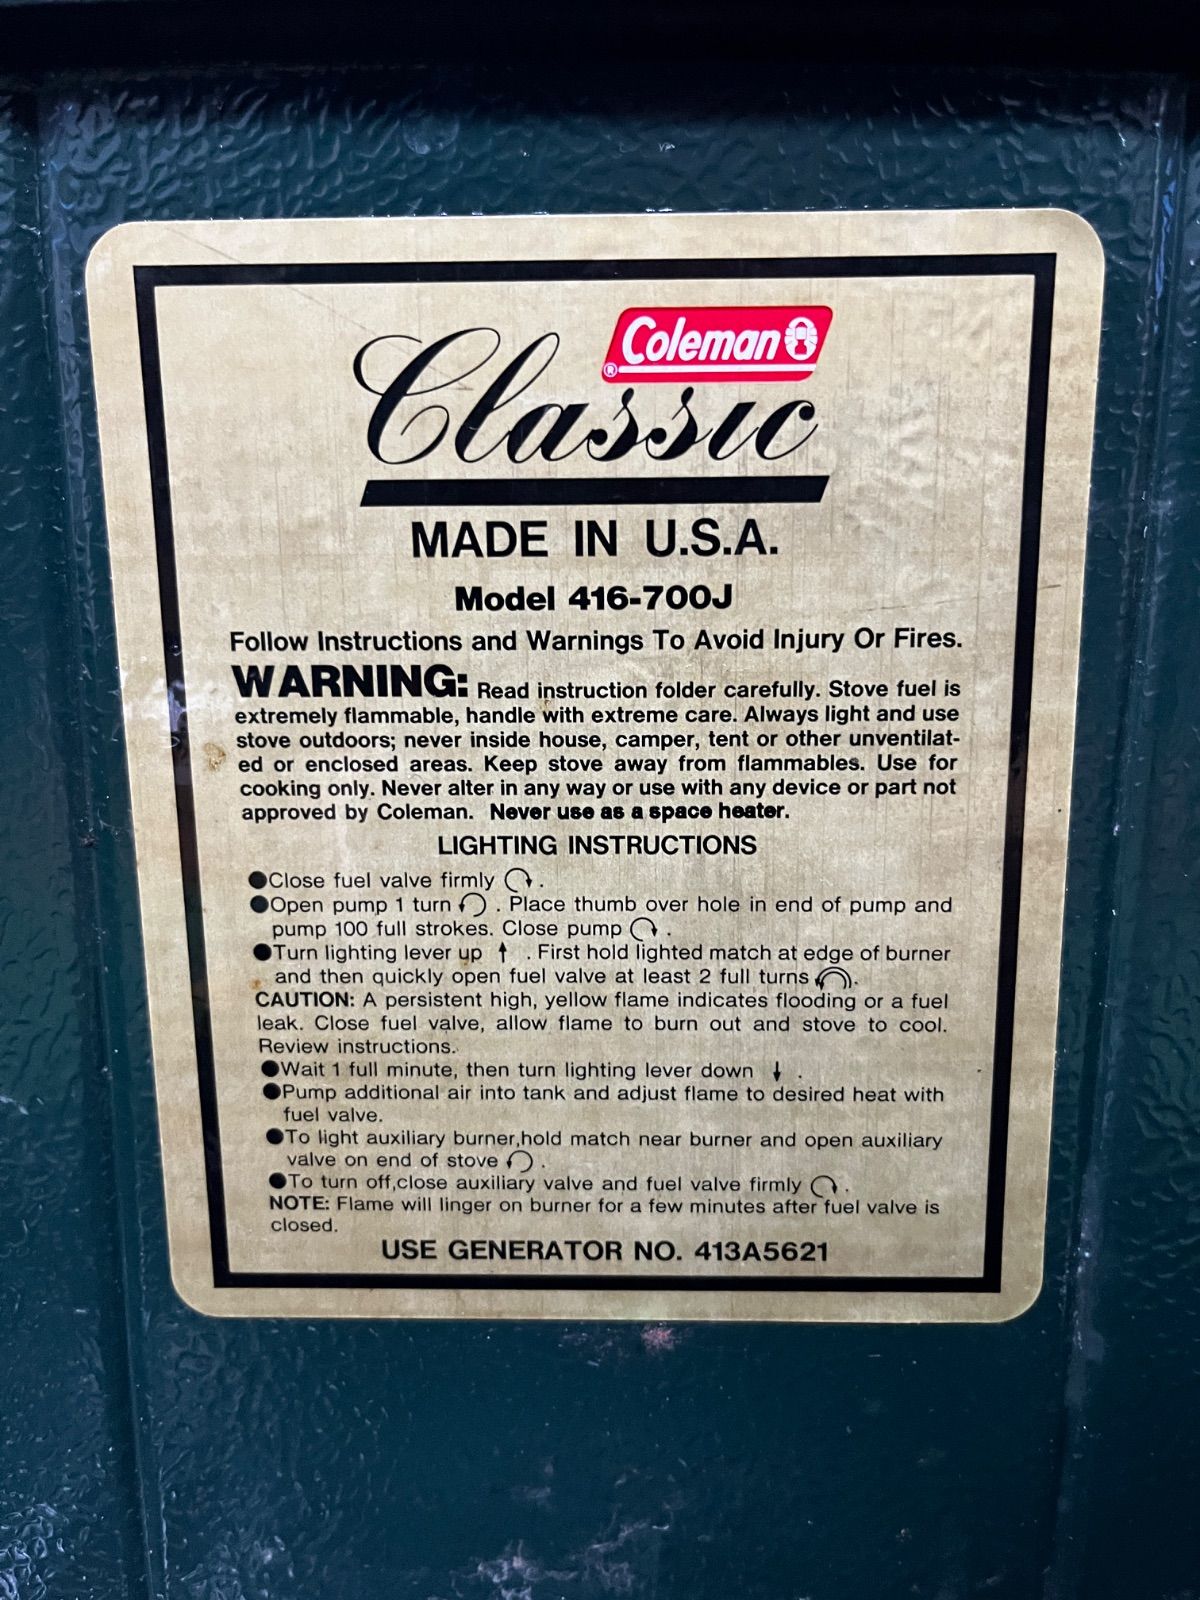 Coleman ®
Classic
MADE IN U.S.A.
Model 416-700J
Follow Instructions and Warnings To Avoid Injury Or Fires.
WARNING: Read instruction folder carefully. Stove fuel is
extremely flammable, handle with extreme care. Always light and use
stove outdoors; never inside house, camper, tent or other unventilat-
ed or enclosed areas. Keep stove away from flammables. Use for
cooking only. Never alter in any way or use with any device or part not
approved by Coleman. Never use as a space heater.
LIGHTING INSTRUCTIONS
●Close fuel valve firmly ↻.
●Open pump 1 turn ↺. Place thumb over hole in end of pump and
pump 100 full strokes. Close pump ↻.
●Turn lighting lever up ↑. First hold lighted match at edge of burner
and then quickly open fuel valve at least 2 full turns ↺.
CAUTION: A persistent high, yellow flame indicates flooding or a fuel
leak. Close fuel valve, allow flame to burn out and stove to cool.
Review instructions.
●Wait 1 full minute, then turn lighting lever down ↓.
●Pump additional air into tank and adjust flame to desired heat with
fuel valve.
●To light auxiliary burner,hold match near burner and open auxiliary
valve on end of stove ↺.
●To turn off,close auxiliary valve and fuel valve firmly ↻.
NOTE: Flame will linger on burner for a few minutes after fuel valve is
closed.
USE GENERATOR NO. 413A5621